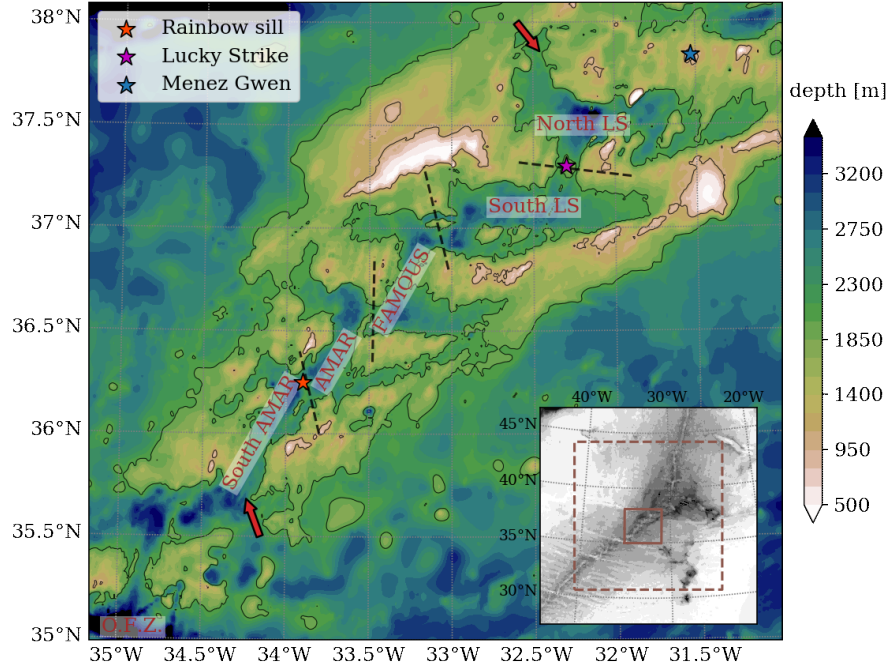 Rainbow sill
Lucky Strike
Menez Gwen
38°N
37.5°N
37°N
36.5°N
36°N
35.5°N
35°N
35°W
34.5°W
34°W
33.5°W
33°W
32.5°W
32°W
31.5°W
31°W
North LS
South LS
FAMOUS
AMAR
South AMAR
O.F.Z.
depth [m]
3200
2750
2300
1850
1400
950
500
40°W
30°W
20°W
45°N
40°N
35°N
30°N